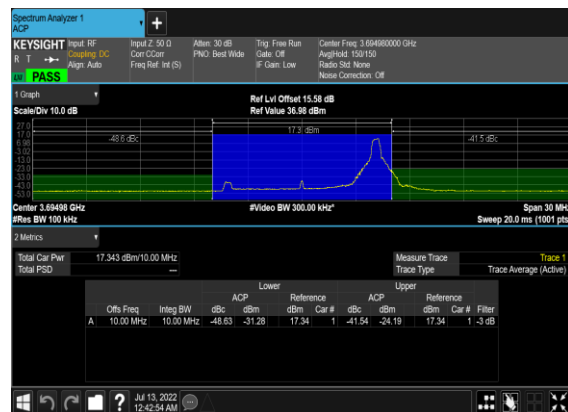 Spectrum Analyzer 1
ACP
+
KEYSIGHT Input: RF Input Z: 50 Ω Atten: 30 dB Trig: Free Run Center Freq: 3.694980000 GHz
R T Coupling: DC Corr CCorr PNO: Best Wide Gate: Off Avg|Hold: 150/150
Align: Auto Freq Ref: Int (S) IF Gain: Low Radio Std: None
LM PASS Noise Correction: Off
1 Graph Ref Lvl Offset 15.58 dB
Scale/Div 10.0 dB Ref Value 36.98 dBm
27.0
17.0 17.3 dBm
6.98 -48.6 dBc -41.5 dBc
-3.02
-13.0
-23.0
-33.0
-43.0
-53.0
Center 3.69498 GHz #Video BW 300.00 kHz* Span 30 MHz
#Res BW 100 kHz Sweep 20.0 ms (1001 pts
2 Metrics
Total Car Pwr 17.343 dBm/10.00 MHz Measure Trace Trace 1
Total PSD --- Trace Type Trace Average (Active)
Lower Upper
ACP Reference ACP Reference
Offs Freq Integ BW dBc dBm dBm Car # dBc dBm dBm Car # Filter
A 10.00 MHz 10.00 MHz -48.63 -31.28 17.34 1 -41.54 -24.19 17.34 1 -3 dB
? Jul 13, 2022
12:42:54 AM